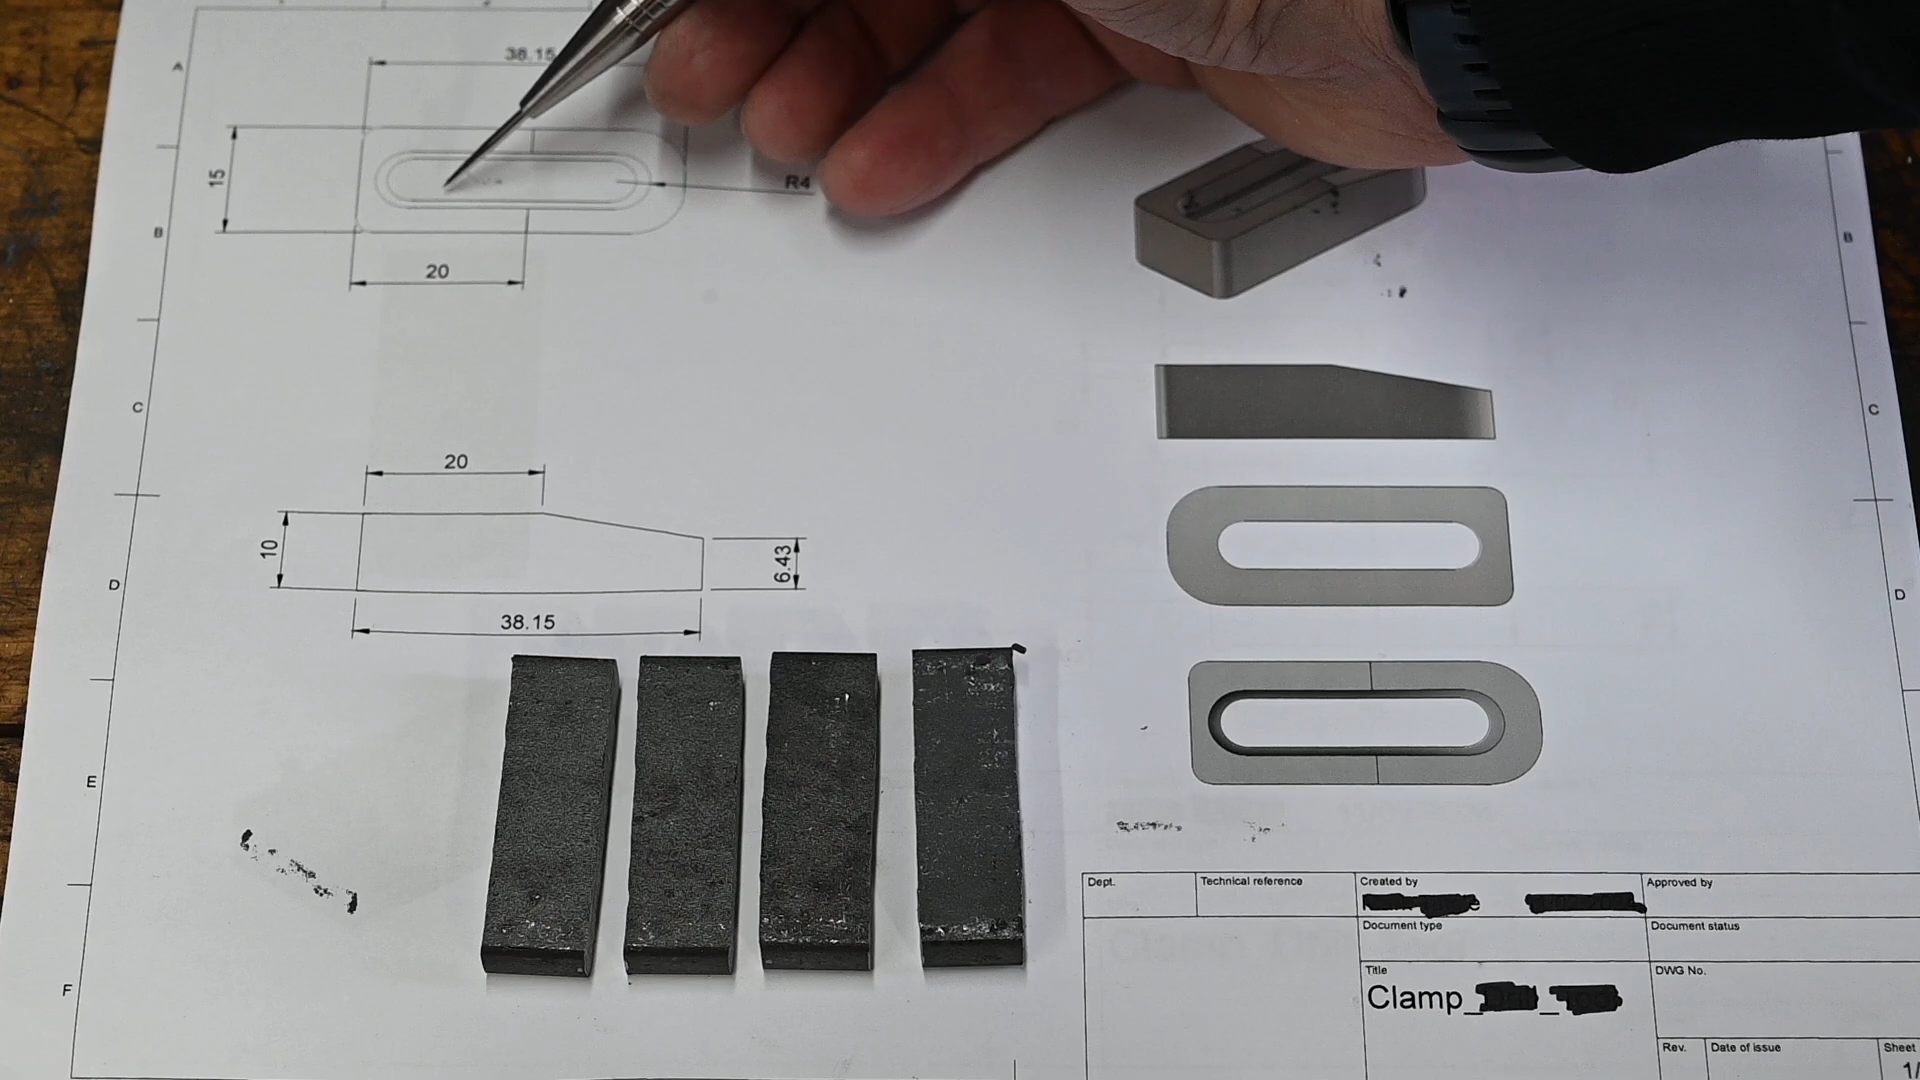 38.15
A
15
R4
B
B
20
C
C
20
10
6.43
D
D
38.15
E
Dept.
Technical reference
Created by
Approved by
Document type
Document status
Title
DWG No.
F
Clamp_
_
Rev.
Date of issue
Sheet
1/